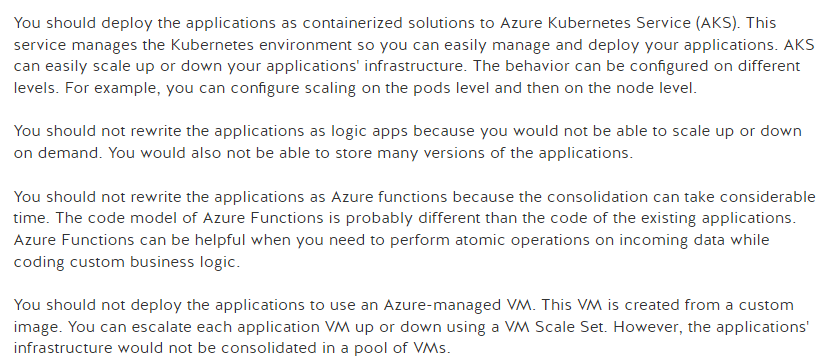 You should deploy the applications as containerized solutions to Azure Kubernetes Service (AKS). This
service manages the Kubernetes environment so you can easily manage and deploy your applications. AKS
can easily scale up or down your applications' infrastructure. The behavior can be configured on different
levels. For example, you can configure scaling on the pods level and then on the node level.
You should not rewrite the applications as logic apps because you would not be able to scale up or down
on demand. You would also not be able to store many versions of the applications.
You should not rewrite the applications as Azure functions because the consolidation can take considerable
time. The code model of Azure Functions is probably different than the code of the existing applications.
Azure Functions can be helpful when you need to perform atomic operations on incoming data while
coding custom business logic.
You should not deploy the applications to use an Azure-managed VM. This VM is created from a custom
image. You can escalate each application VM up or down using a VM Scale Set. However, the applications'
infrastructure would not be consolidated in a pool of VMs.